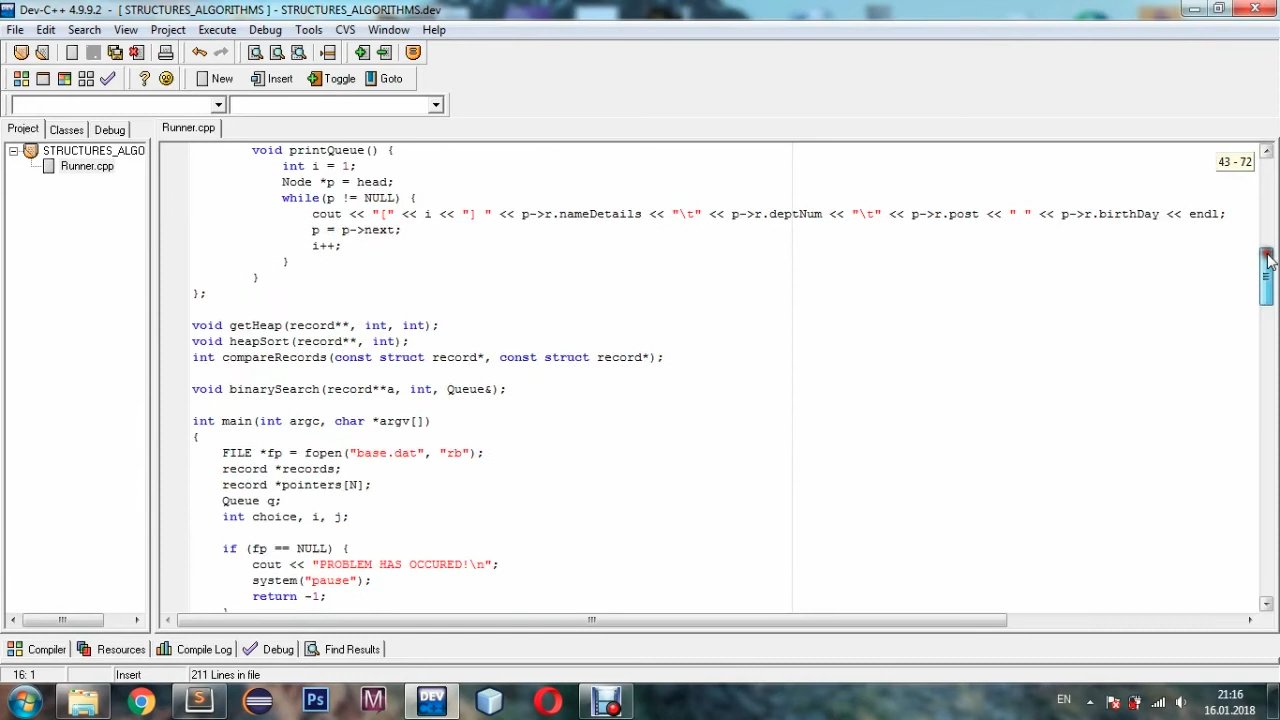 Dev-C++ 4.9.9.2 - [ STRUCTURES_ALGORITHMS ] - STRUCTURES_ALGORITHMS.dev
File Edit Search View Project Execute Debug Tools CVS Window Help
New Insert Toggle Goto
Project Classes Debug Runner.cpp
STRUCTURES_ALGO
Runner.cpp
43 - 72
void printQueue() {
int i = 1;
Node *p = head;
while(p != NULL) {
cout << "[" << i << "] " << p->r.nameDetails << "\t" << p->r.deptNum << "\t" << p->r.post << " " << p->r.birthDay << endl;
p = p->next;
i++;
}
}
};
void getHeap(record**, int, int);
void heapSort(record**, int);
int compareRecords(const struct record*, const struct record*);
void binarySearch(record**a, int, Queue&);
int main(int argc, char *argv[])
{
FILE *fp = fopen("base.dat", "rb");
record *records;
record *pointers[N];
Queue q;
int choice, i, j;
if (fp == NULL) {
cout << "PROBLEM HAS OCCURED!\n";
system("pause");
return -1;
Compiler Resources Compile Log Debug Find Results
16: 1 Insert 211 Lines in file
Ps M DEV EN 21:16
16.01.2018